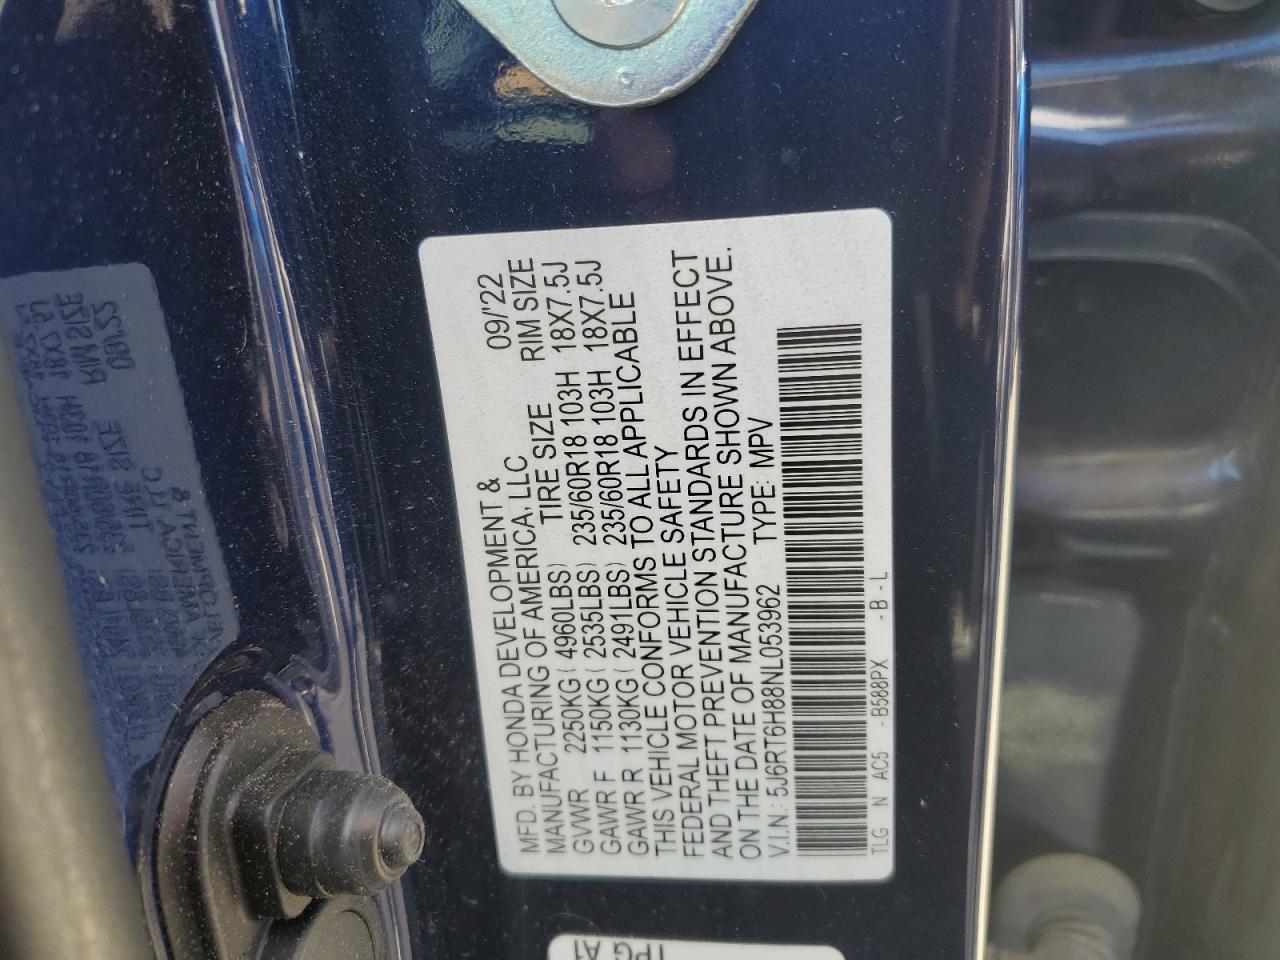 MFD. BY HONDA DEVELOPMENT & 09/'22
MANUFACTURING OF AMERICA, LLC
TIRE SIZE RIM SIZE
GVWR 2250KG ( 4960LBS)
GAWR F 1150KG ( 2535LBS) 235/60R18 103H 18X7.5J
GAWR R 1130KG ( 2491LBS) 235/60R18 103H 18X7.5J
THIS VEHICLE CONFORMS TO ALL APPLICABLE
FEDERAL MOTOR VEHICLE SAFETY
AND THEFT PREVENTION STANDARDS IN EFFECT
ON THE DATE OF MANUFACTURE SHOWN ABOVE.
V.I.N.: 5J6RT6H88NL053962 TYPE: MPV
TLG N AC5 -B588PX -B-L